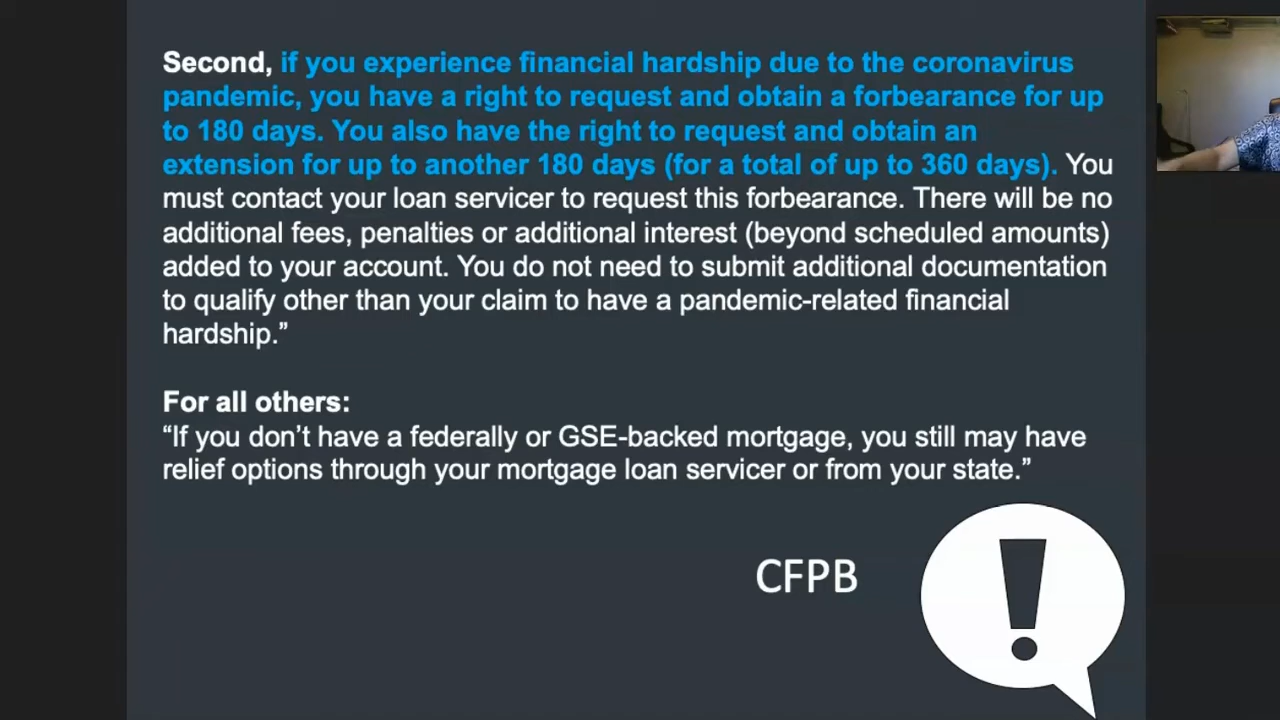 Second, if you experience financial hardship due to the coronavirus
pandemic, you have a right to request and obtain a forbearance for up
to 180 days. You also have the right to request and obtain an
extension for up to another 180 days (for a total of up to 360 days). You
must contact your loan servicer to request this forbearance. There will be no
additional fees, penalties or additional interest (beyond scheduled amounts)
added to your account. You do not need to submit additional documentation
to qualify other than your claim to have a pandemic-related financial
hardship.”
For all others:
“If you don’t have a federally or GSE-backed mortgage, you still may have
relief options through your mortgage loan servicer or from your state.”
CFPB
!